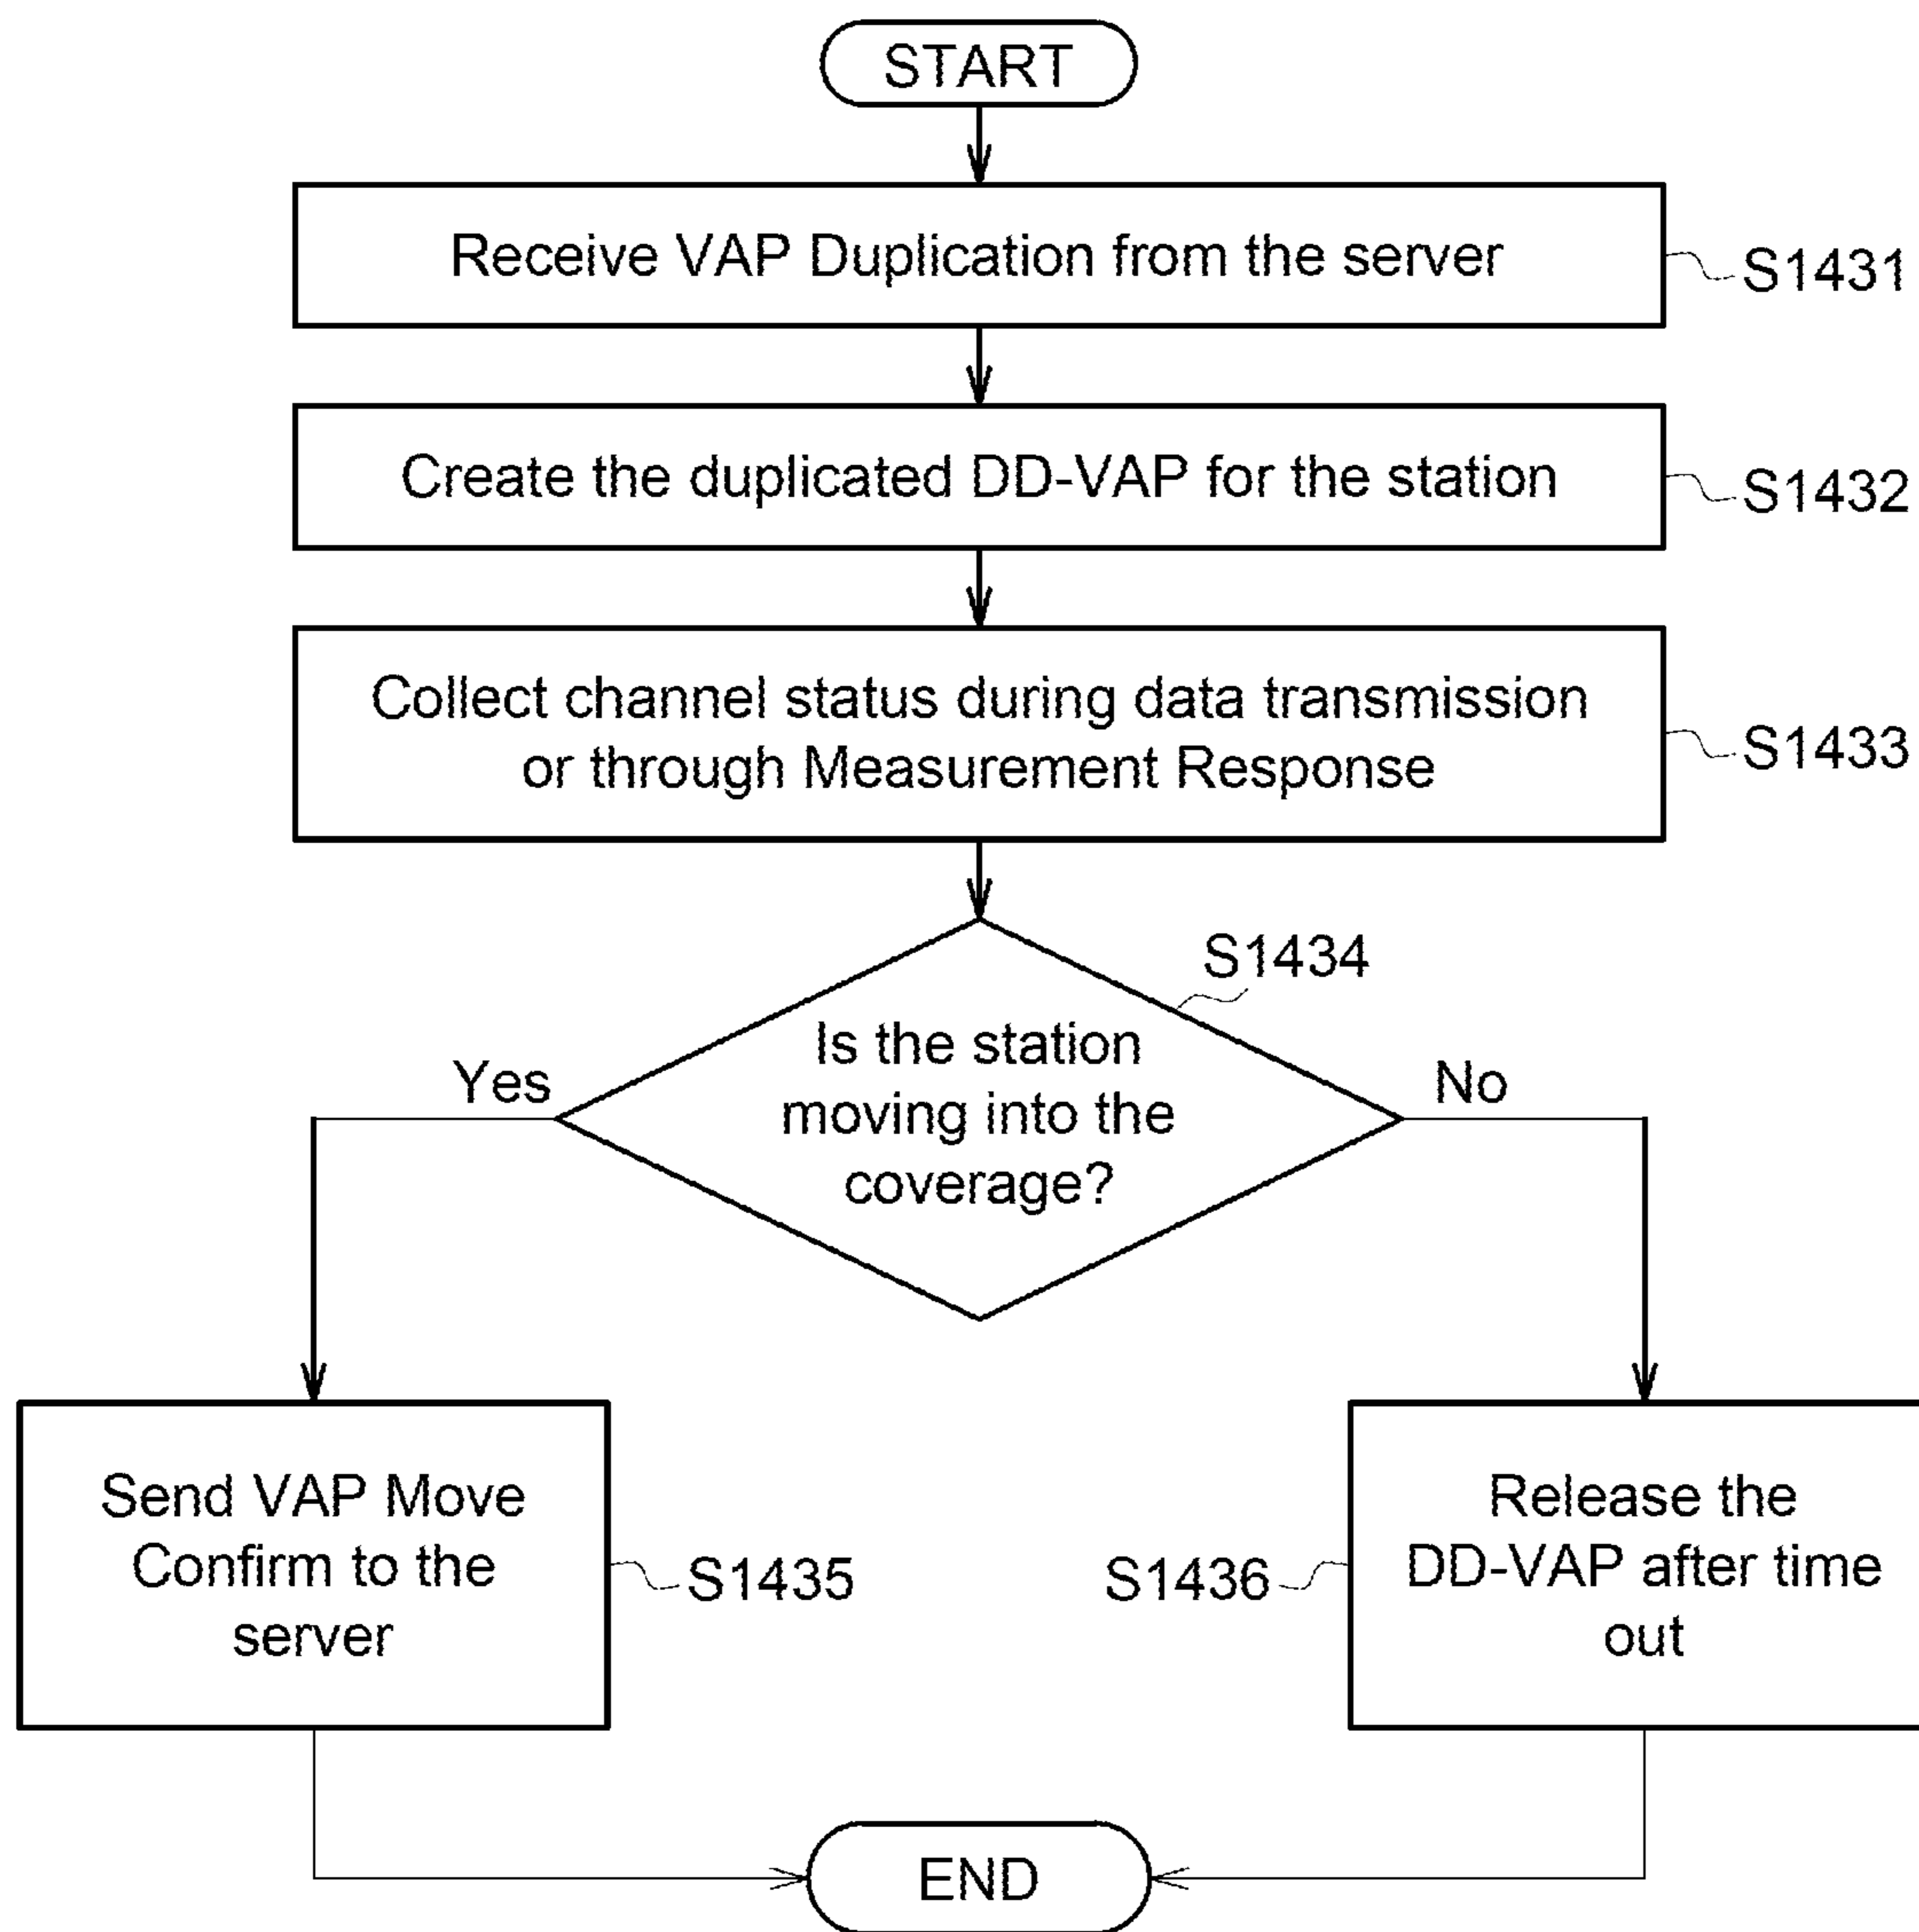 START
Receive VAP Duplication from the server
S1431
Create the duplicated DD-VAP for the station
S1432
Collect channel status during data transmission
or through Measurement Response
S1433
S1434
Is the station
moving into the
coverage?
Yes
No
Send VAP Move
Confirm to the
server
S1435
S1436
Release the
DD-VAP after time
out
END